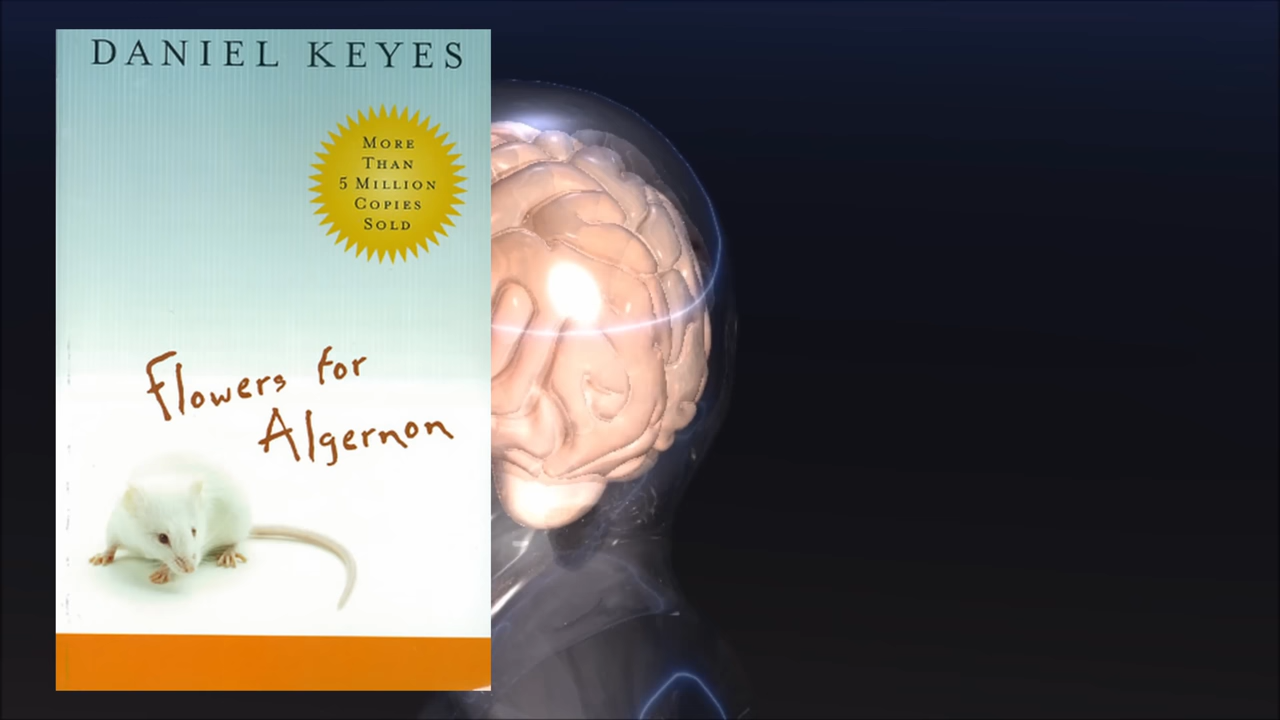 DANIEL KEYES
MORE
THAN
5 MILLION
COPIES
SOLD
Flowers for
Algernon